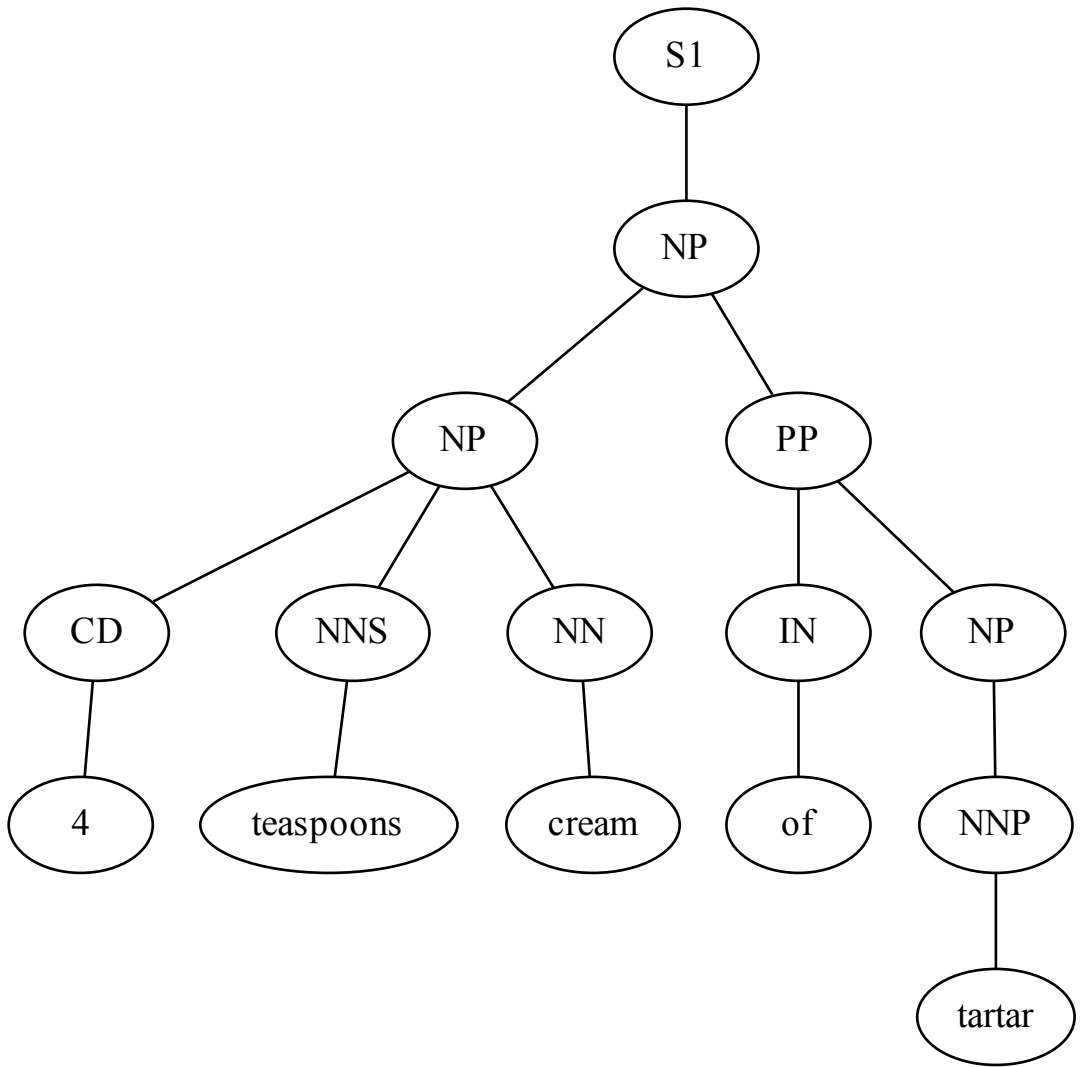 S1
NP
NP PP
CD NNS NN IN NP
4 teaspoons cream of NNP
tartar